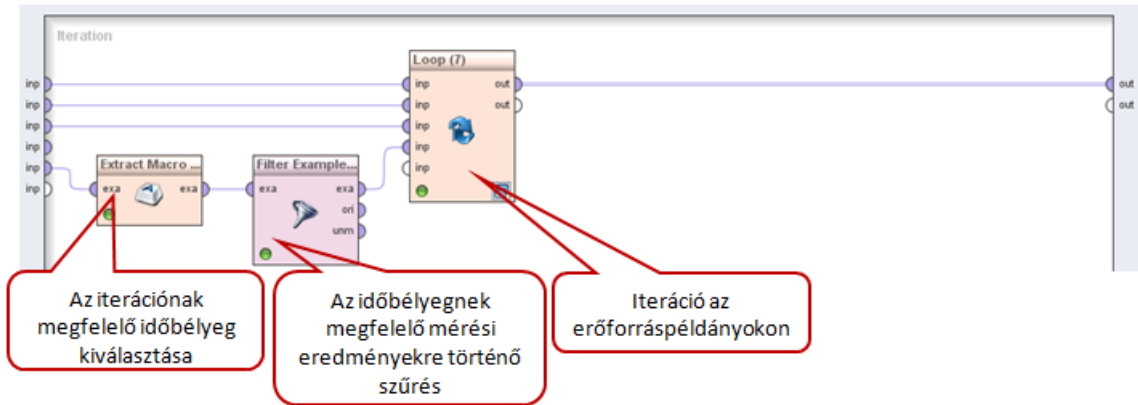 Iteration
Loop (7)
inp
inp
inp
inp
inp
inp
inp
inp
inp
inp
inp
out
out
out
out
Extract Macro ...
exa
exa
Filter Example...
exa
exa
ori
unm
Az iterációnak
megfelelő időbélyeg
kiválasztása
Az időbélyegnek
megfelelő mérési
eredményekre történő
szűrés
Iteráció az
erőforráspéldányokon